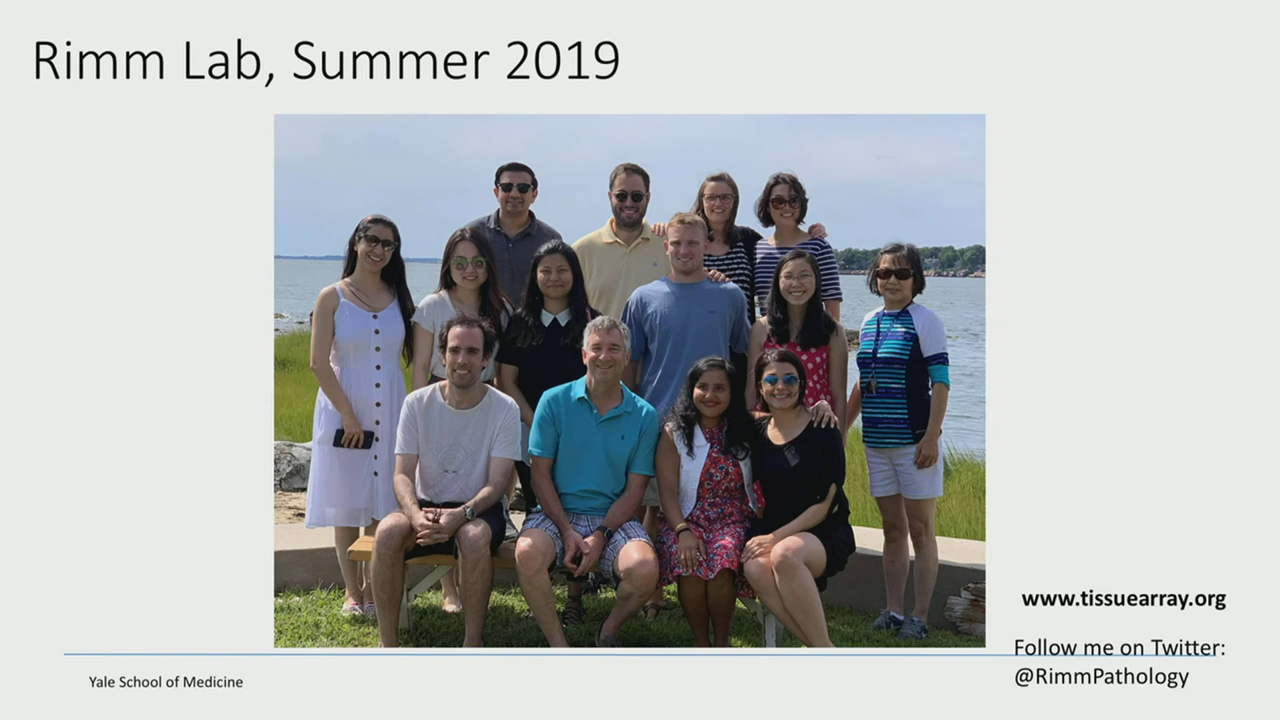 Rimm Lab, Summer 2019
www.tissuearray.org
Follow me on Twitter:
@RimmPathology
Yale School of Medicine